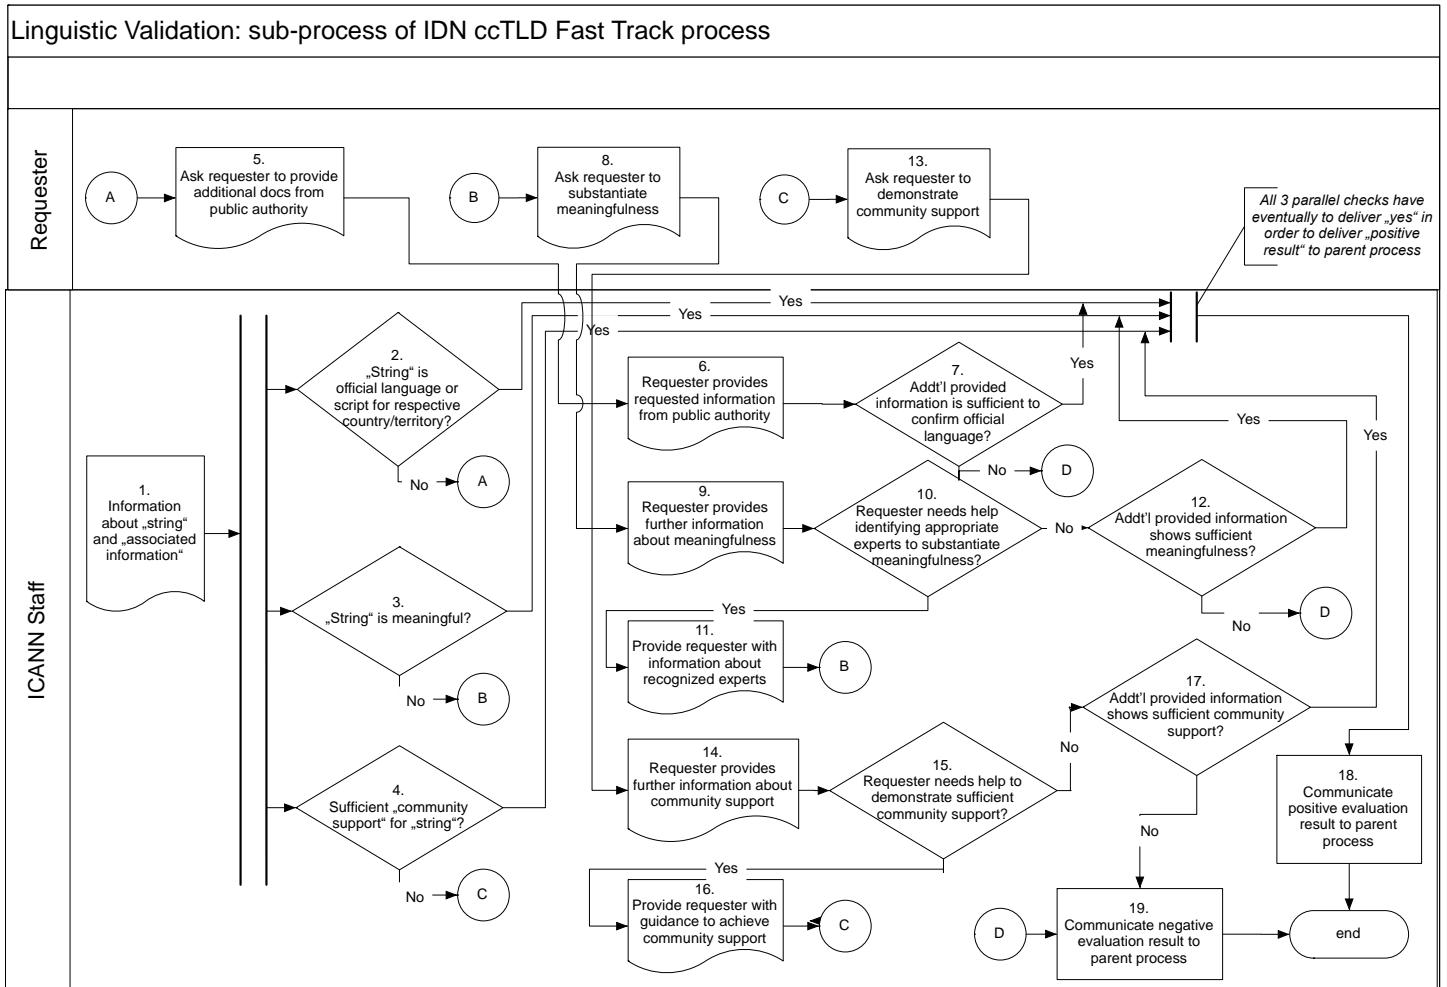 Linguistic Validation: sub-process of IDN ccTLD Fast Track process
Requester
A
5.
Ask requester to provide
additional docs from
public authority
B
8.
Ask requester to
substantiate
meaningfulness
C
13.
Ask requester to
demonstrate
community support
All 3 parallel checks have
eventually to deliver „yes“ in
order to deliver „positive
result“ to parent process
ICANN Staff
1.
Information
about „string“
and „associated
information“
2.
„String“ is
official language or
script for respective
country/territory?
Yes
No
A
3.
„String“ is meaningful?
Yes
No
B
4.
Sufficient „community
support“ for „string“?
Yes
No
C
6.
Requester provides
requested information
from public authority
7.
Addt’l provided
information is sufficient to
confirm official
language?
Yes
No
D
9.
Requester provides
further information
about meaningfulness
10.
Requester needs help
identifying appropriate
experts to substantiate
meaningfulness?
No
Yes
11.
Provide requester with
information about
recognized experts
B
12.
Addt’l provided information
shows sufficient
meaningfulness?
Yes
No
D
14.
Requester provides
further information about
community support
15.
Requester needs help to
demonstrate sufficient
community support?
No
Yes
16.
Provide requester with
guidance to achieve
community support
C
17.
Addt’l provided information
shows sufficient community
support?
Yes
No
18.
Communicate
positive evaluation
result to parent
process
D
19.
Communicate negative
evaluation result to
parent process
end